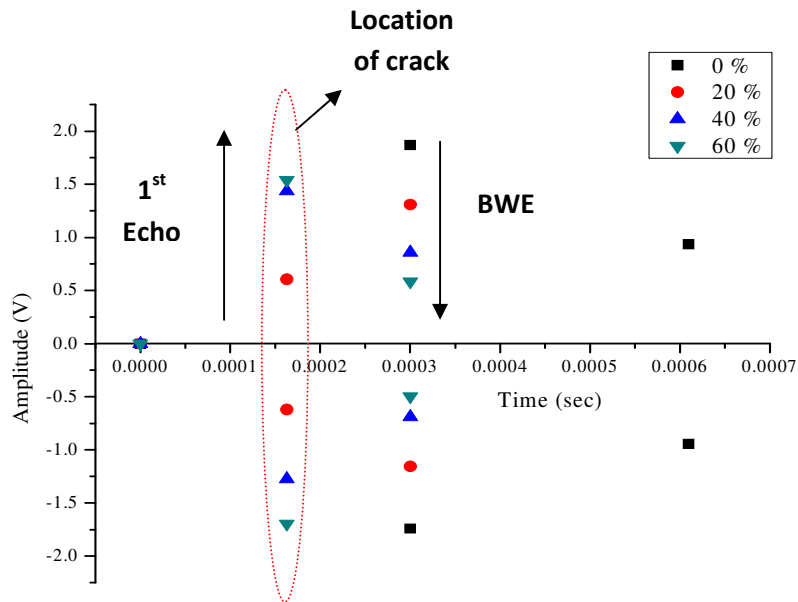 Location
of crack
0 %
20 %
40 %
60 %
2.0
1.5
1.0
0.5
0.0
-0.5
-1.0
-1.5
-2.0
Amplitude (V)
1st
Echo
BWE
0.0000 0.0001 0.0002 0.0003 0.0004 0.0005 0.0006 0.0007
Time (sec)